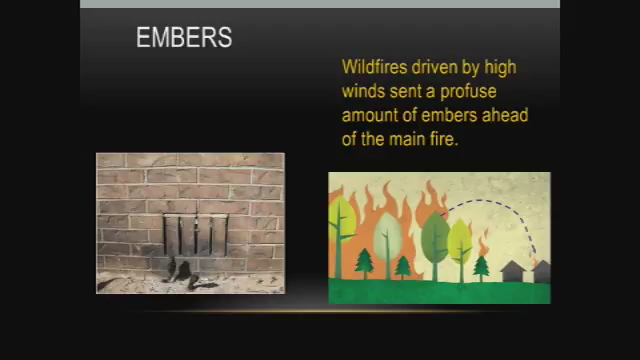 EMBERS
Wildfires driven by high
winds sent a profuse
amount of embers ahead
of the main fire.